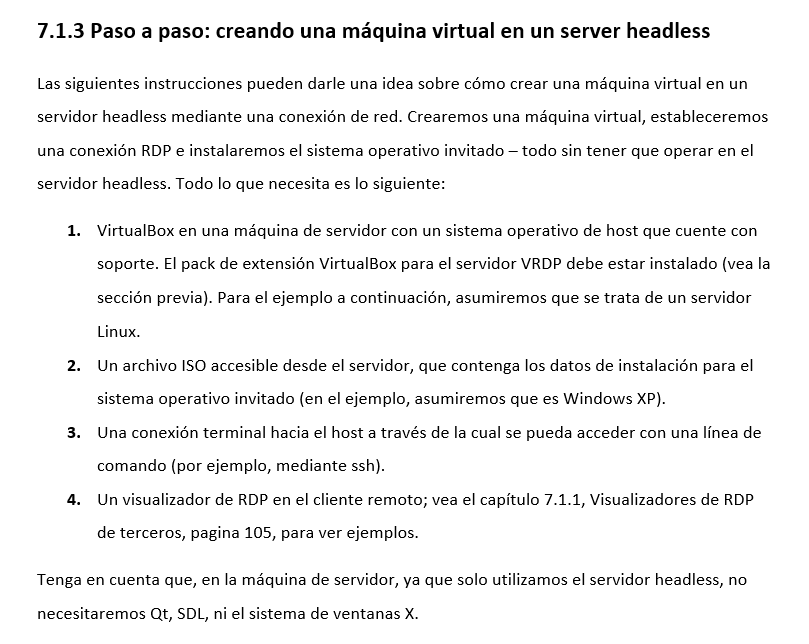 7.1.3 Paso a paso: creando una máquina virtual en un server headless
Las siguientes instrucciones pueden darle una idea sobre cómo crear una máquina virtual en un
servidor headless mediante una conexión de red. Crearemos una máquina virtual, estableceremos
una conexión RDP e instalaremos el sistema operativo invitado – todo sin tener que operar en el
servidor headless. Todo lo que necesita es lo siguiente:
1. VirtualBox en una máquina de servidor con un sistema operativo de host que cuente con
soporte. El pack de extensión VirtualBox para el servidor VRDP debe estar instalado (vea la
sección previa). Para el ejemplo a continuación, asumiremos que se trata de un servidor
Linux.
2. Un archivo ISO accesible desde el servidor, que contenga los datos de instalación para el
sistema operativo invitado (en el ejemplo, asumiremos que es Windows XP).
3. Una conexión terminal hacia el host a través de la cual se pueda acceder con una línea de
comando (por ejemplo, mediante ssh).
4. Un visualizador de RDP en el cliente remoto; vea el capítulo 7.1.1, Visualizadores de RDP
de terceros, pagina 105, para ver ejemplos.
Tenga en cuenta que, en la máquina de servidor, ya que solo utilizamos el servidor headless, no
necesitaremos Qt, SDL, ni el sistema de ventanas X.